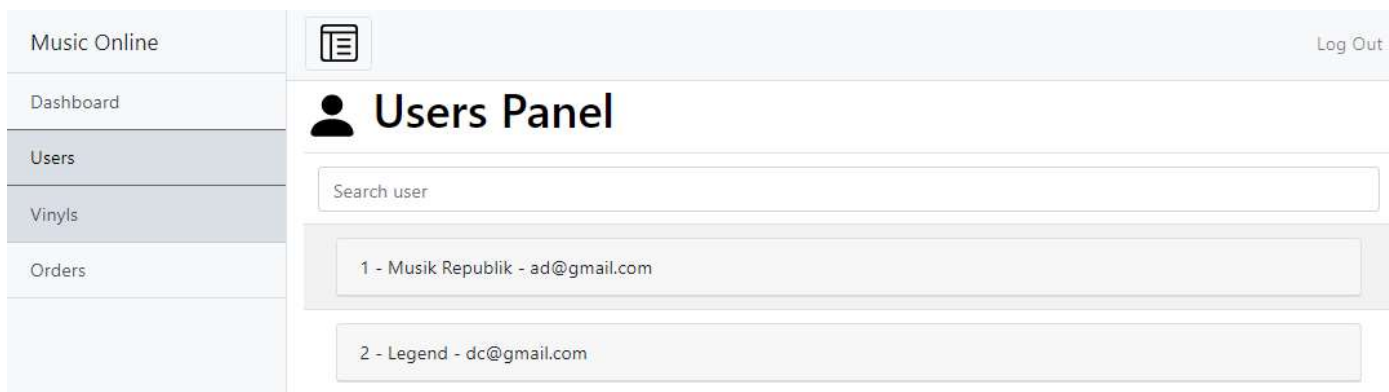 Music Online
Dashboard
Users
Vinyls
Orders
Log Out
Users Panel
Search user
1 - Musik Republik - ad@gmail.com
2 - Legend - dc@gmail.com